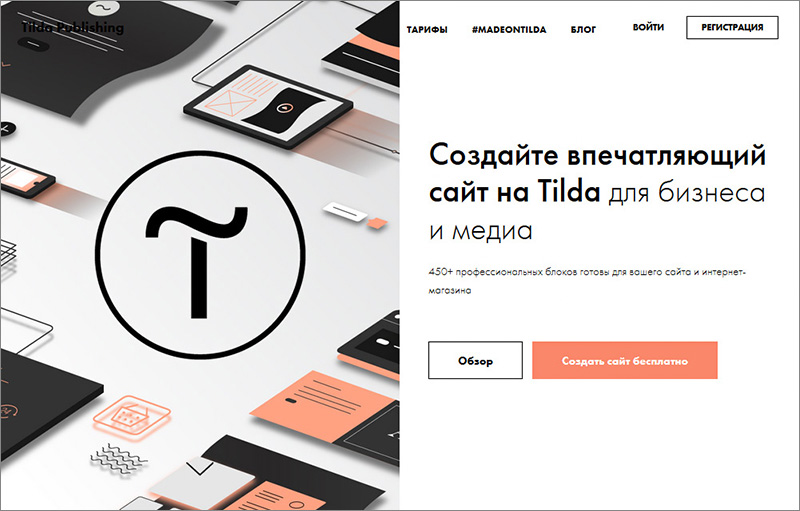 Tilda Publishing
ТАРИФЫ #MADEONTILDA БЛОГ ВОЙТИ РЕГИСТРАЦИЯ
Создайте впечатляющий
сайт на Tilda для бизнеса
и медиа
450+ профессиональных блоков готовы для вашего сайта и интернет-
магазина
Обзор Создать сайт бесплатно